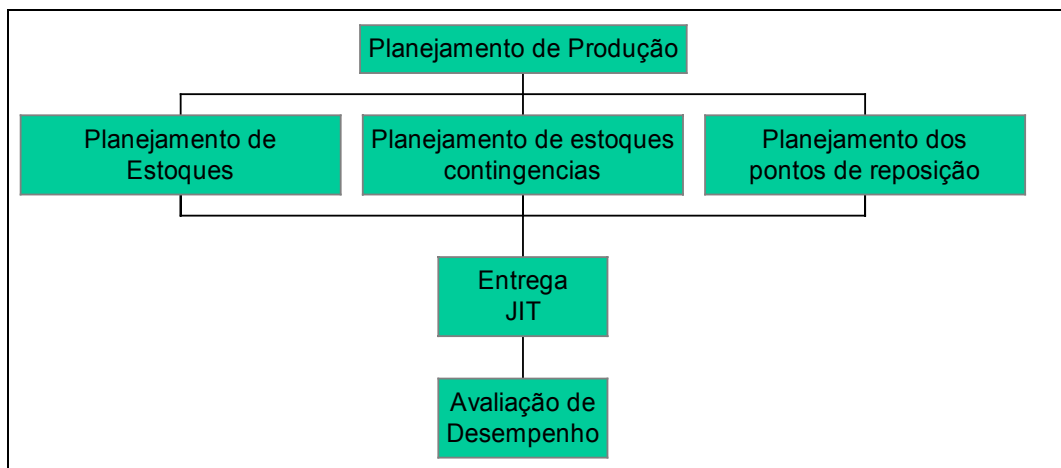 Planejamento de Produção
Planejamento de
Estoques
Planejamento de estoques
contingencias
Planejamento dos
pontos de reposição
Entrega
JIT
Avaliação de
Desempenho